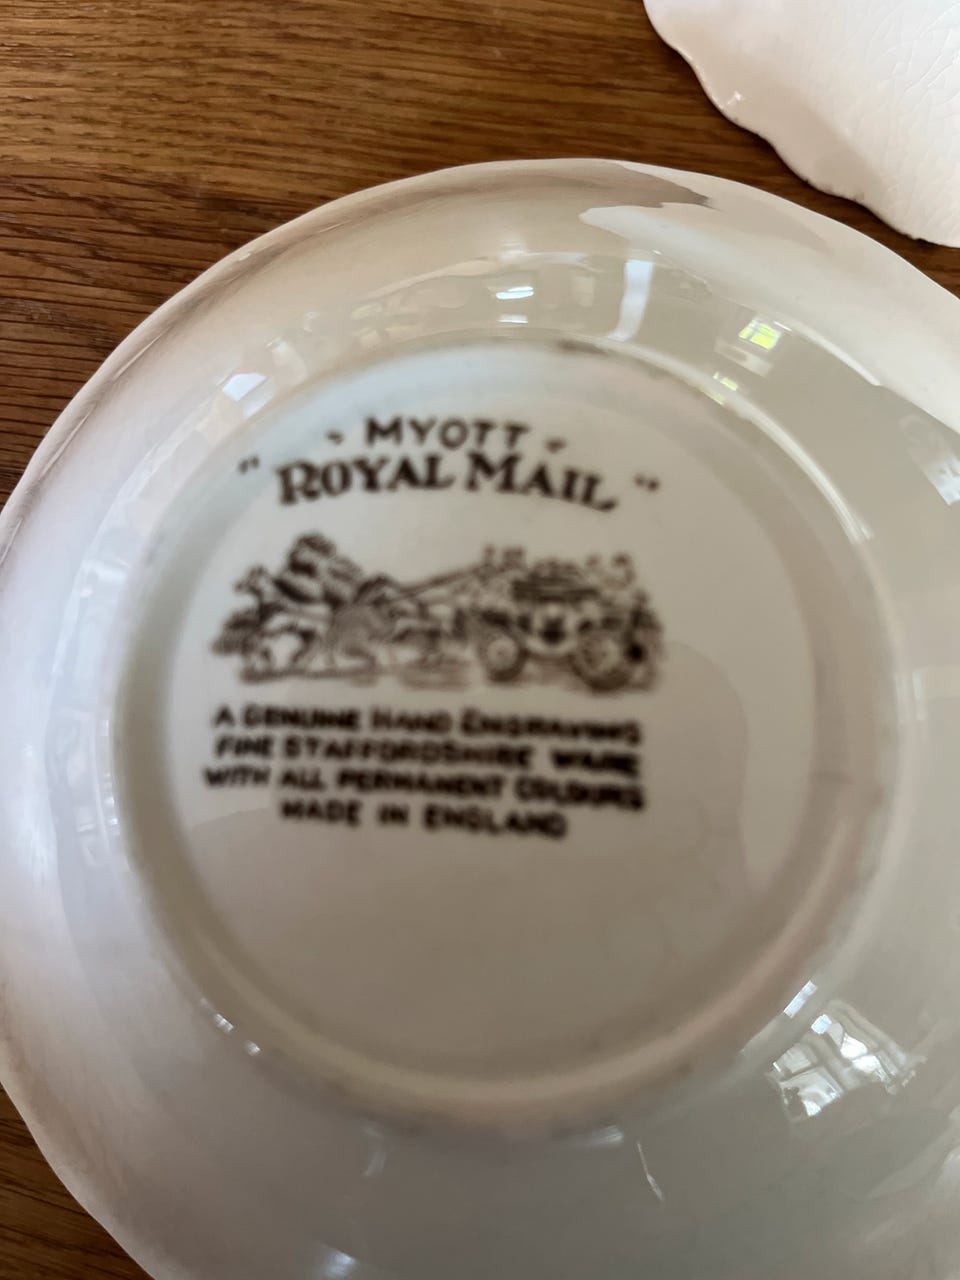 - MYOTT -
"ROYAL MAIL"
A GENUINE HAND ENGRAVING
FINE STAFFORDSHIRE WARE
WITH ALL PERMANENT COLOURS
MADE IN ENGLAND